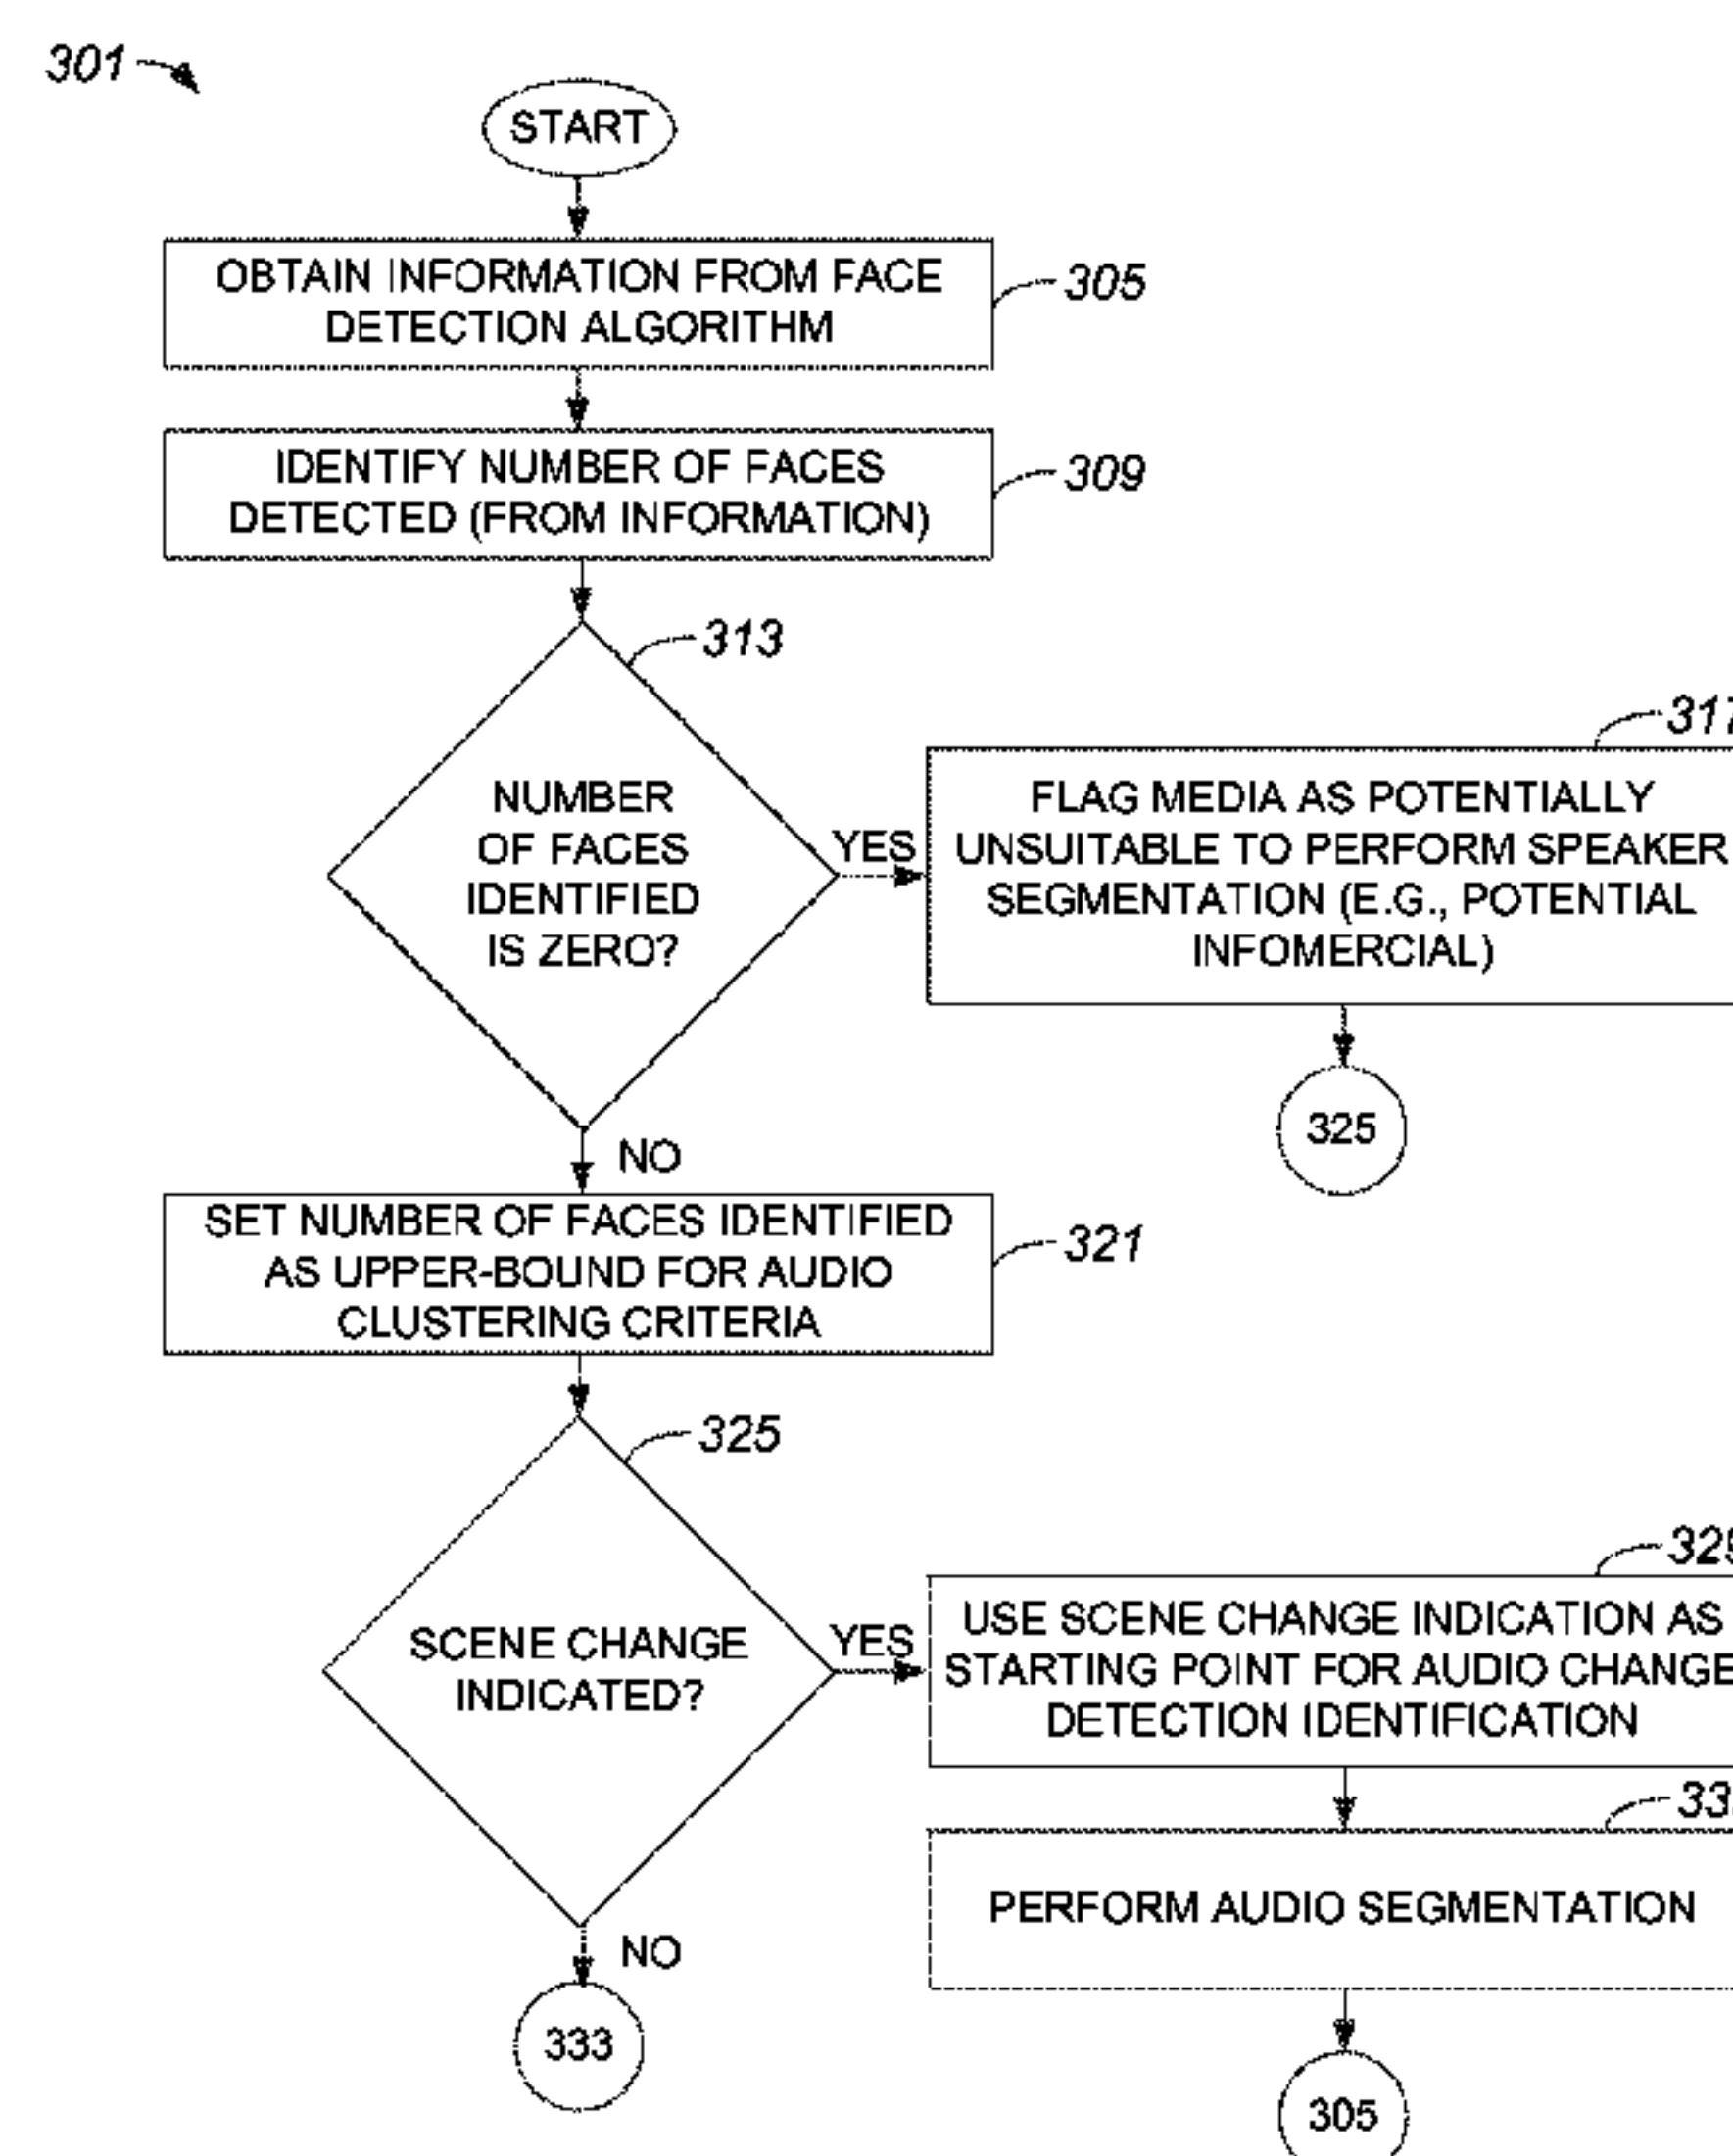 301
START
OBTAIN INFORMATION FROM FACE
DETECTION ALGORITHM
305
IDENTIFY NUMBER OF FACES
DETECTED (FROM INFORMATION)
309
313
NUMBER
OF FACES
IDENTIFIED
IS ZERO?
YES
317
FLAG MEDIA AS POTENTIALLY
UNSUITABLE TO PERFORM SPEAKER
SEGMENTATION (E.G., POTENTIAL
INFOMERCIAL)
325
NO
SET NUMBER OF FACES IDENTIFIED
AS UPPER-BOUND FOR AUDIO
CLUSTERING CRITERIA
321
325
SCENE CHANGE
INDICATED?
YES
329
USE SCENE CHANGE INDICATION AS
STARTING POINT FOR AUDIO CHANGE
DETECTION IDENTIFICATION
PERFORM AUDIO SEGMENTATION
NO
333
305